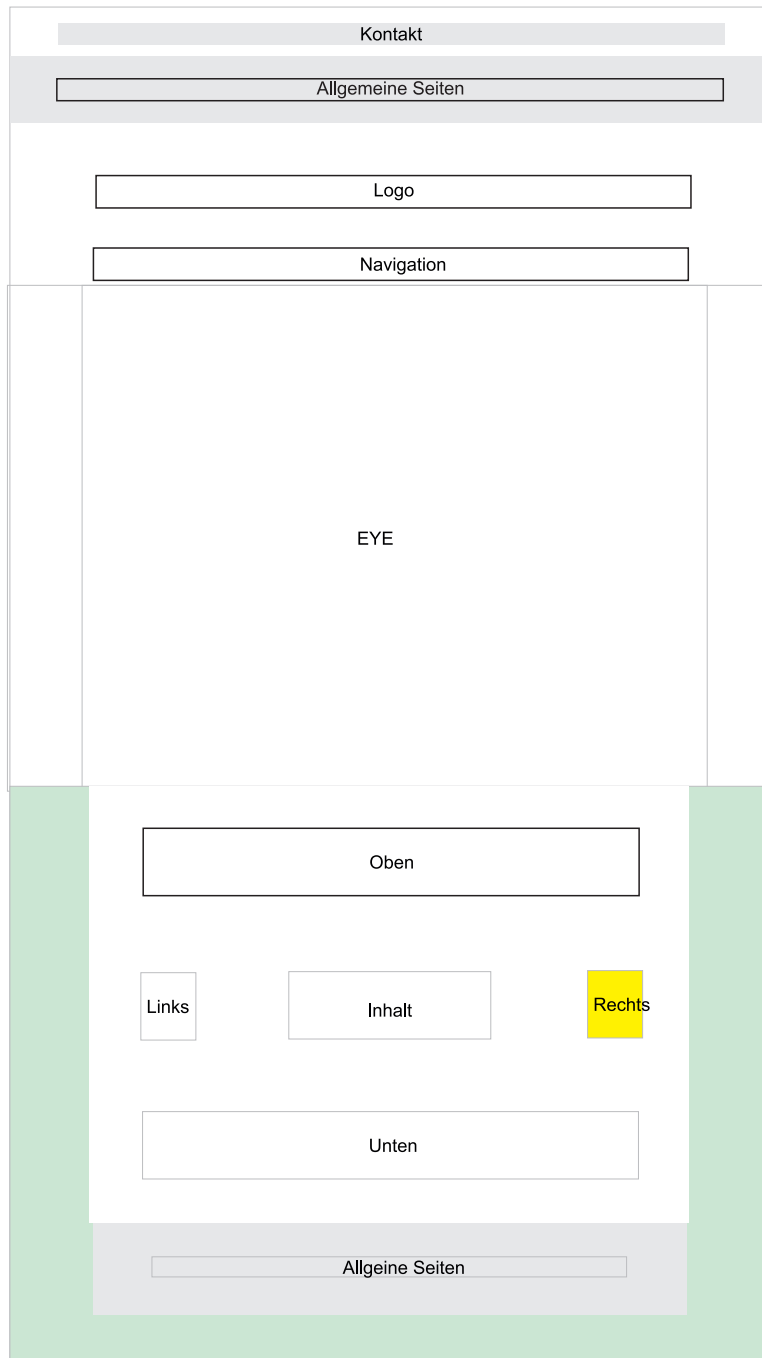 Kontakt
Allgemeine Seiten
Logo
Navigation
EYE
Oben
Links
Inhalt
Rechts
Unten
Allgeine Seiten